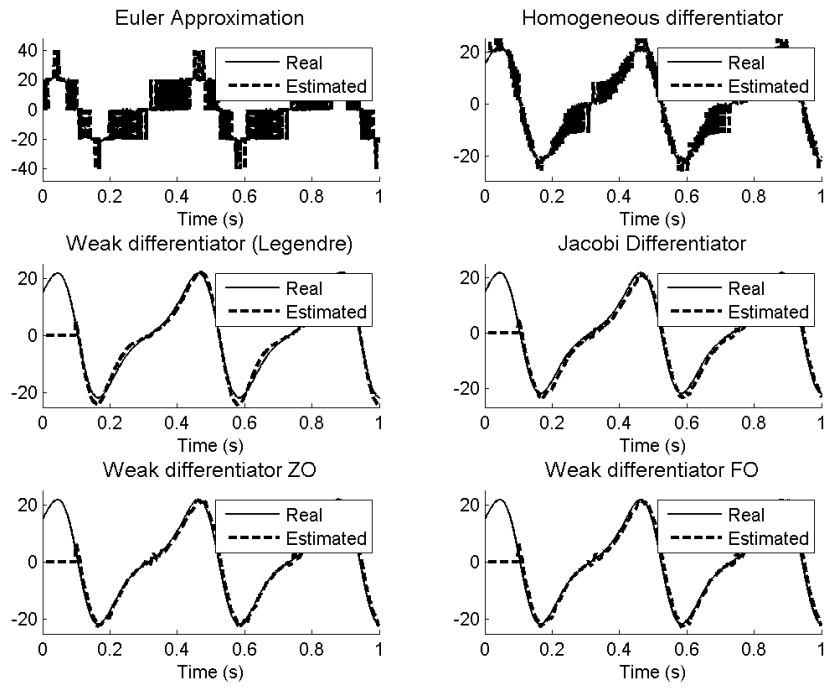 Euler Approximation
40
20
0
-20
-40
Real
Estimated
0 0.2 0.4 0.6 0.8 1
Time (s)
Homogeneous differentiator
20
0
-20
Real
Estimated
0 0.2 0.4 0.6 0.8 1
Time (s)
Weak differentiator (Legendre)
20
0
-20
Real
Estimated
0 0.2 0.4 0.6 0.8 1
Time (s)
Jacobi Differentiator
20
0
-20
Real
Estimated
0 0.2 0.4 0.6 0.8 1
Time (s)
Weak differentiator ZO
20
0
-20
Real
Estimated
0 0.2 0.4 0.6 0.8 1
Time (s)
Weak differentiator FO
20
0
-20
Real
Estimated
0 0.2 0.4 0.6 0.8 1
Time (s)